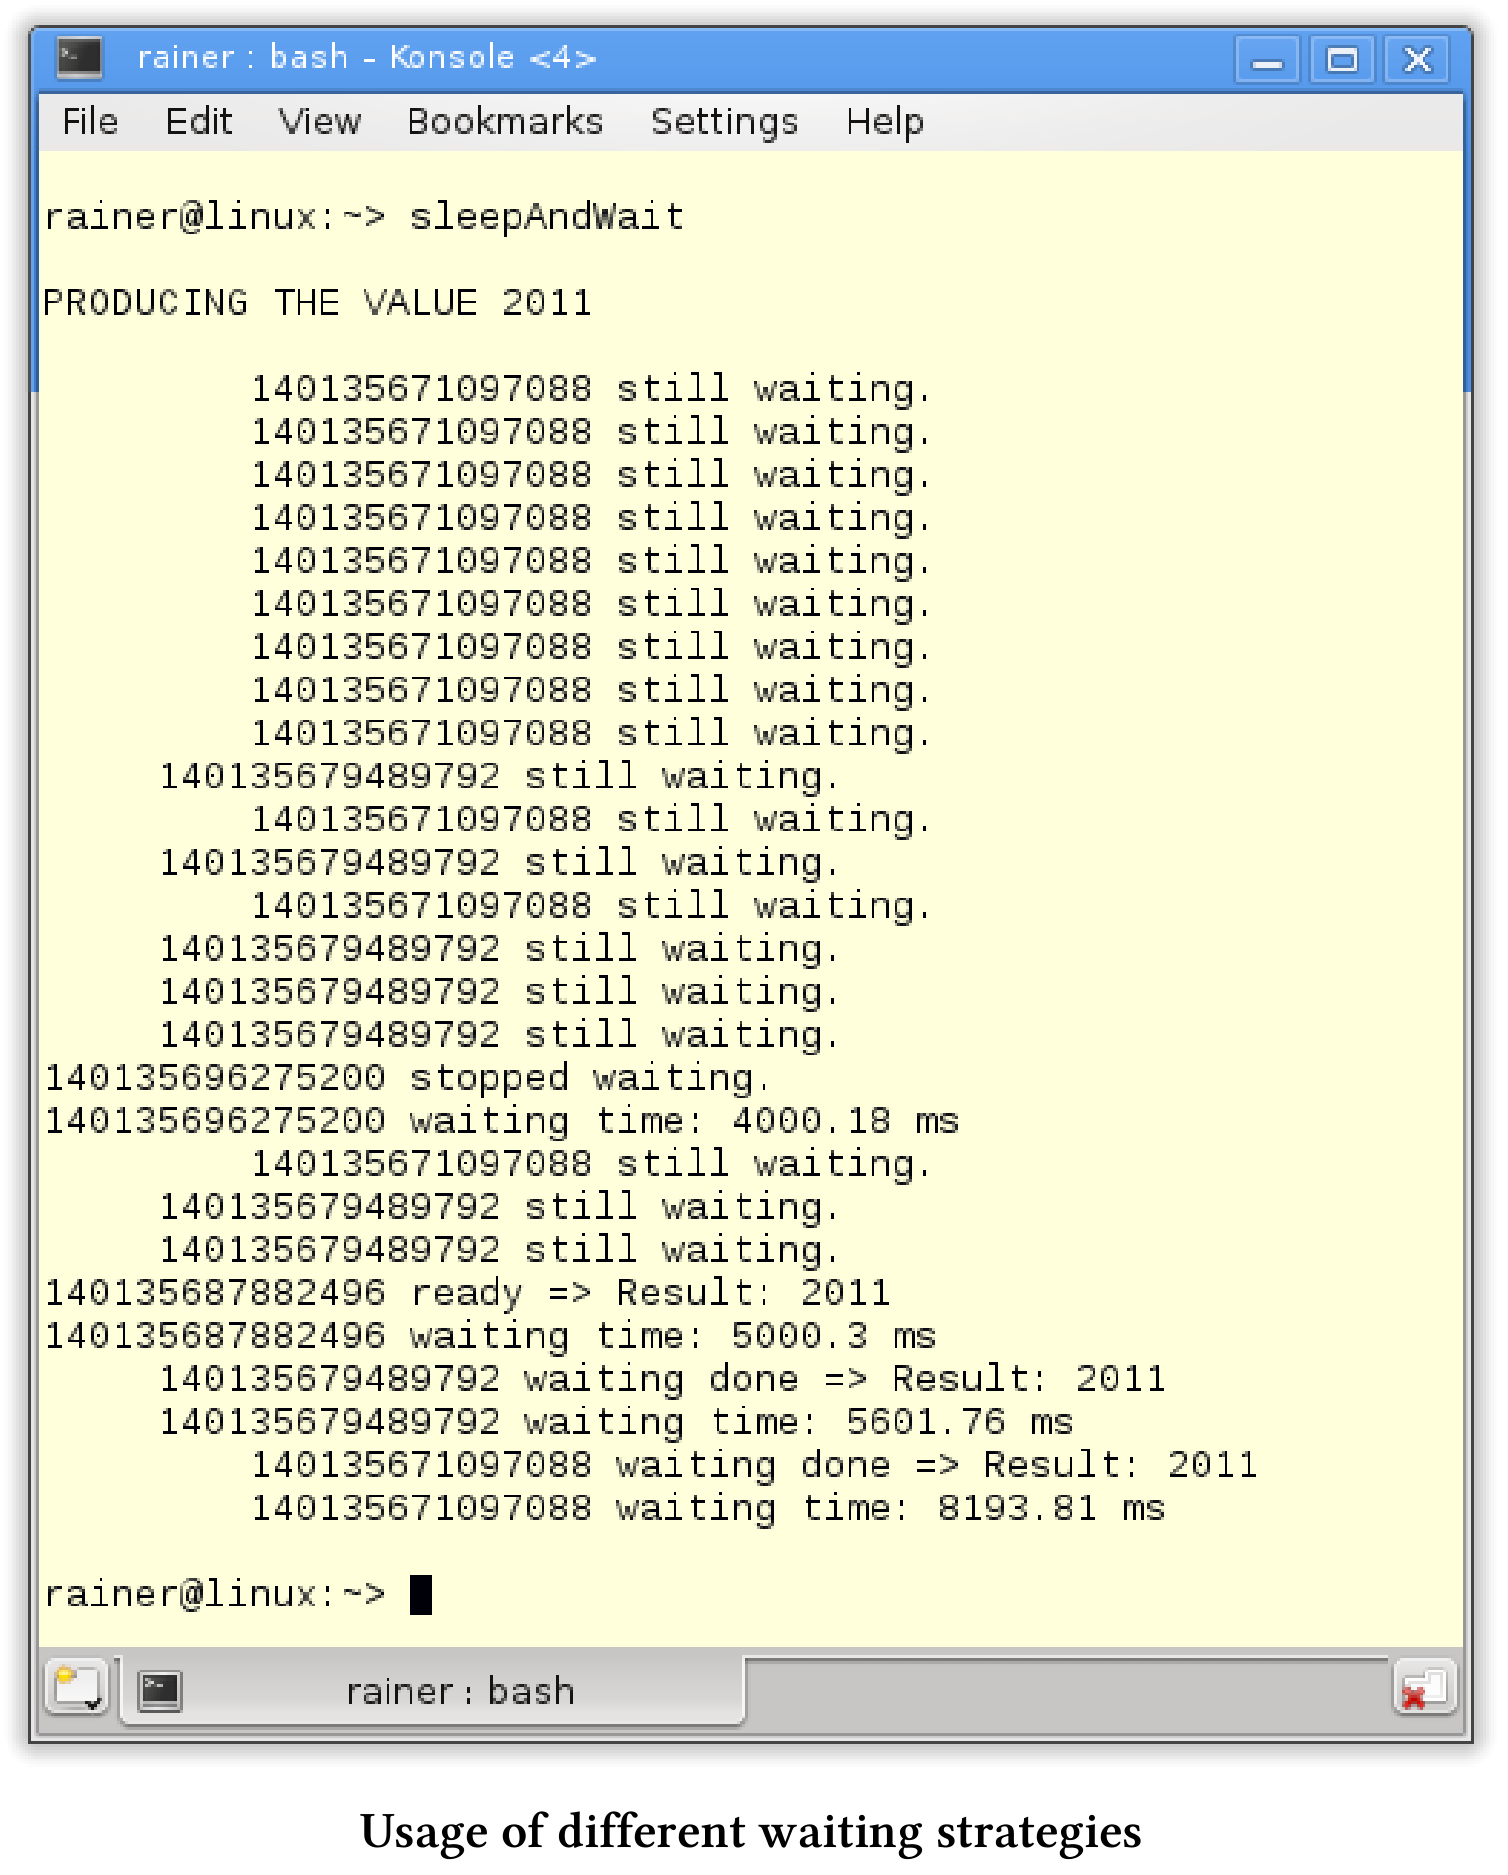 rainer : bash – Konsole <4>
File Edit View Bookmarks Settings Help
rainer@linux:~> sleepAndWait
PRODUCING THE VALUE 2011
140135671097088 still waiting.
140135671097088 still waiting.
140135671097088 still waiting.
140135671097088 still waiting.
140135671097088 still waiting.
140135671097088 still waiting.
140135671097088 still waiting.
140135671097088 still waiting.
140135671097088 still waiting.
140135679489792 still waiting.
140135671097088 still waiting.
140135679489792 still waiting.
140135671097088 still waiting.
140135679489792 still waiting.
140135679489792 still waiting.
140135679489792 still waiting.
140135696275200 stopped waiting.
140135696275200 waiting time: 4000.18 ms
140135671097088 still waiting.
140135679489792 still waiting.
140135679489792 still waiting.
140135687882496 ready => Result: 2011
140135687882496 waiting time: 5000.3 ms
140135679489792 waiting done => Result: 2011
140135679489792 waiting time: 5601.76 ms
140135671097088 waiting done => Result: 2011
140135671097088 waiting time: 8193.81 ms
rainer@linux:~>
rainer : bash
Usage of different waiting strategies